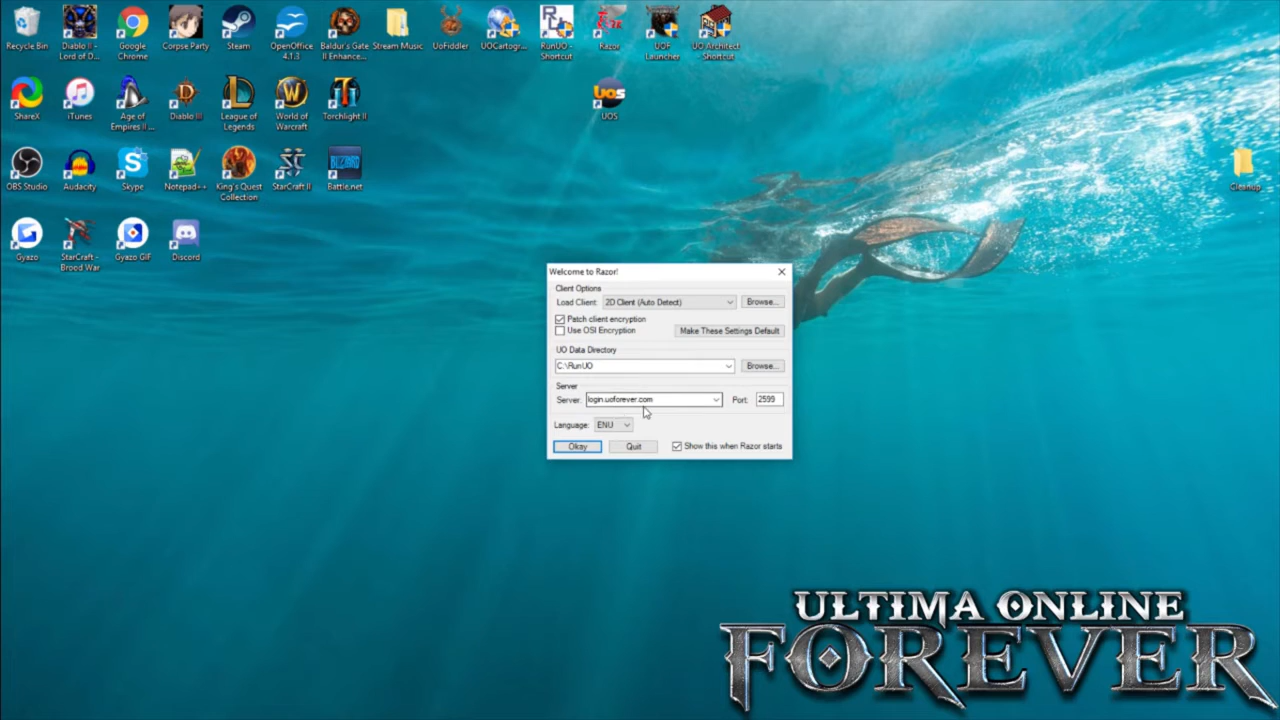 Recycle Bin
Diablo II -
Lord of D...
Google
Chrome
Corpse Party
Steam
OpenOffice
4.1.3
Baldur's Gate
II Enhance...
Stream Music
UoFiddler
UOCartogr...
RunUO -
Shortcut
Razor
UOF
Launcher
UO Architect
- Shortcut
ShareX
iTunes
Age of
Empires II ...
Diablo III
League of
Legends
World of
Warcraft
Torchlight II
UOS
UOS
OBS Studio
Audacity
Skype
Notepad++
King's Quest
Collection
StarCraft II
BLIZZARD
Battle.net
Cleanup
Gyazo
StarCraft -
Brood War
Gyazo GIF
Discord
Welcome to Razor!
Client Options
Load Client: 2D Client (Auto Detect) Browse...
Patch client encryption
Use OSI Encryption Make These Settings Default
UO Data Directory
C:\RunUO Browse...
Server
Server: login.uoforever.com Port: 2599
Language: ENU
Okay Quit Show this when Razor starts
ULTIMA ONLINE
FOREVER